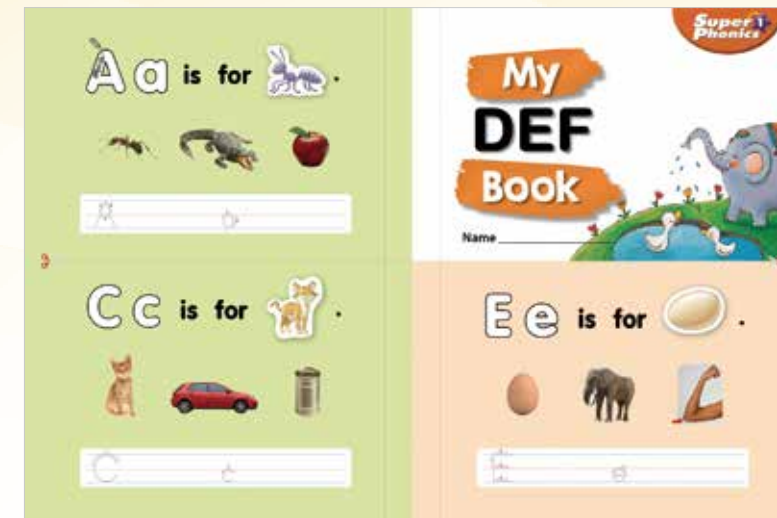 A a is for .
A a
Super 1
Phonics
My
DEF
Book
Name
C c is for .
C c
E e is for .
E e